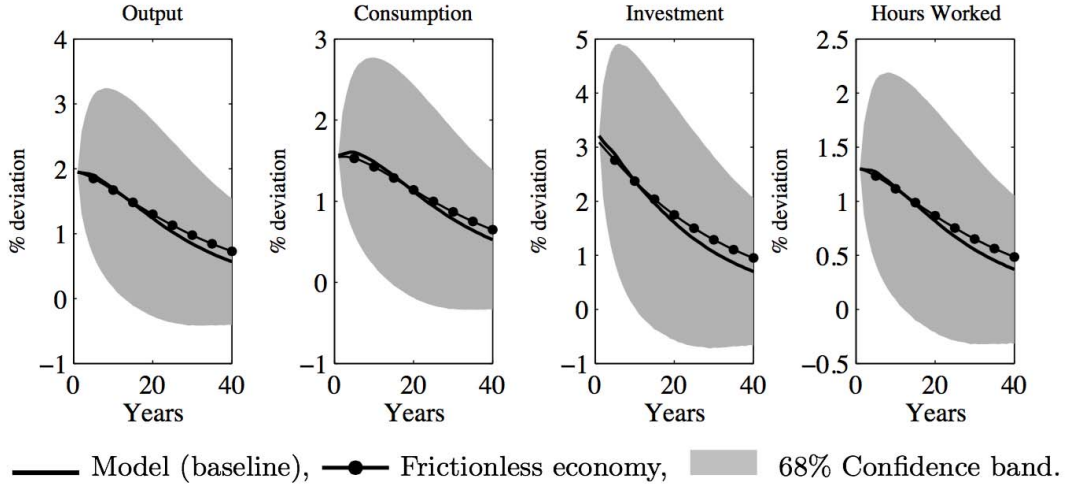 Output Consumption Investment Hours Worked
% deviation
4
3
2
1
0
−1
0 20 40
Years
% deviation
3
2
1
0
−1
0 20 40
Years
% deviation
5
4
3
2
1
0
−1
0 20 40
Years
% deviation
2.5
2
1.5
1
0.5
0
−0.5
0 20 40
Years
Model (baseline), Frictionless economy, 68% Confidence band.